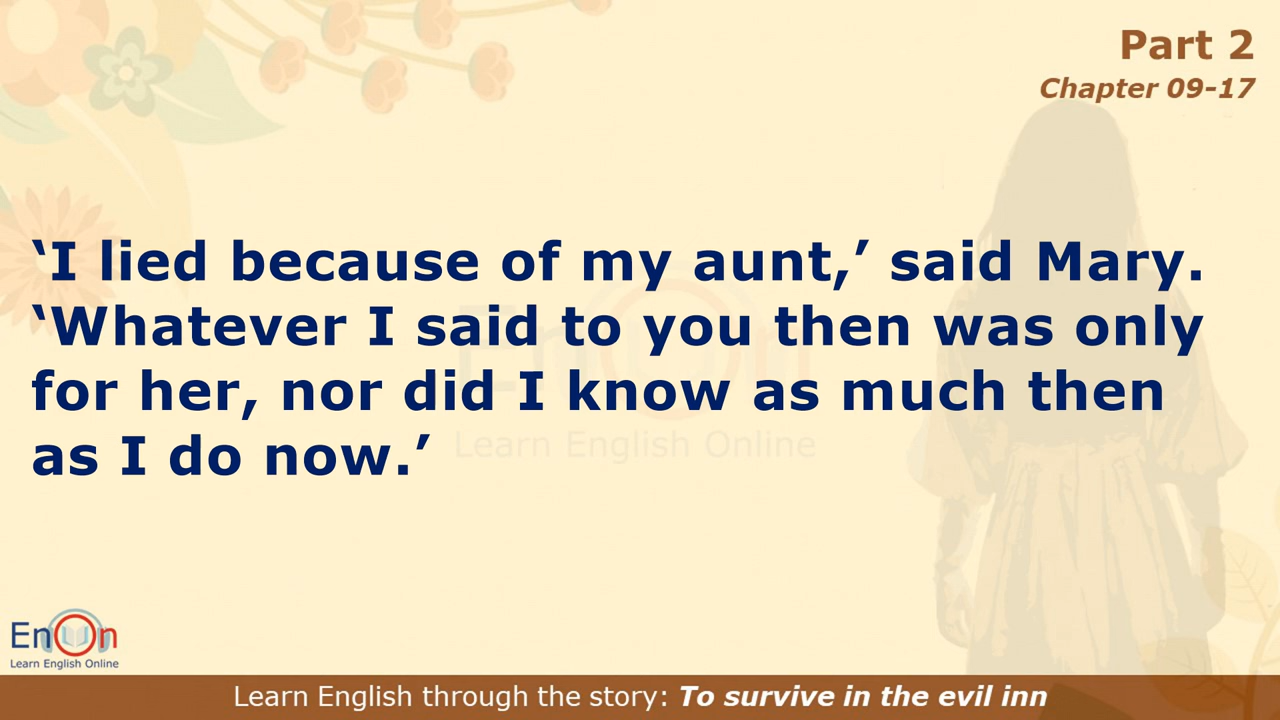 Part 2
Chapter 09-17
‘I lied because of my aunt,’ said Mary.
‘Whatever I said to you then was only
for her, nor did I know as much then
as I do now.’
EnOn
Learn English Online
EnOn
Learn English Online
Learn English through the story: To survive in the evil inn